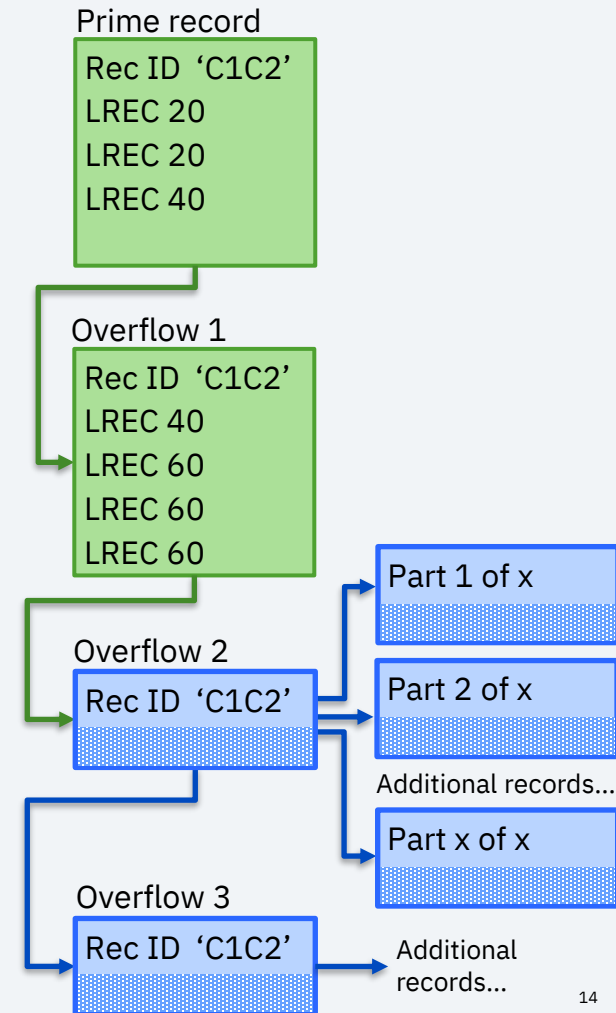 Prime record
Rec ID ‘C1C2’
LREC 20
LREC 20
LREC 40
Overflow 1
Rec ID ‘C1C2’
LREC 40
LREC 60
LREC 60
LREC 60
Overflow 2
Rec ID ‘C1C2’
Part 1 of x
Part 2 of x
Additional records...
Part x of x
Overflow 3
Rec ID ‘C1C2’
Additional
records...
14